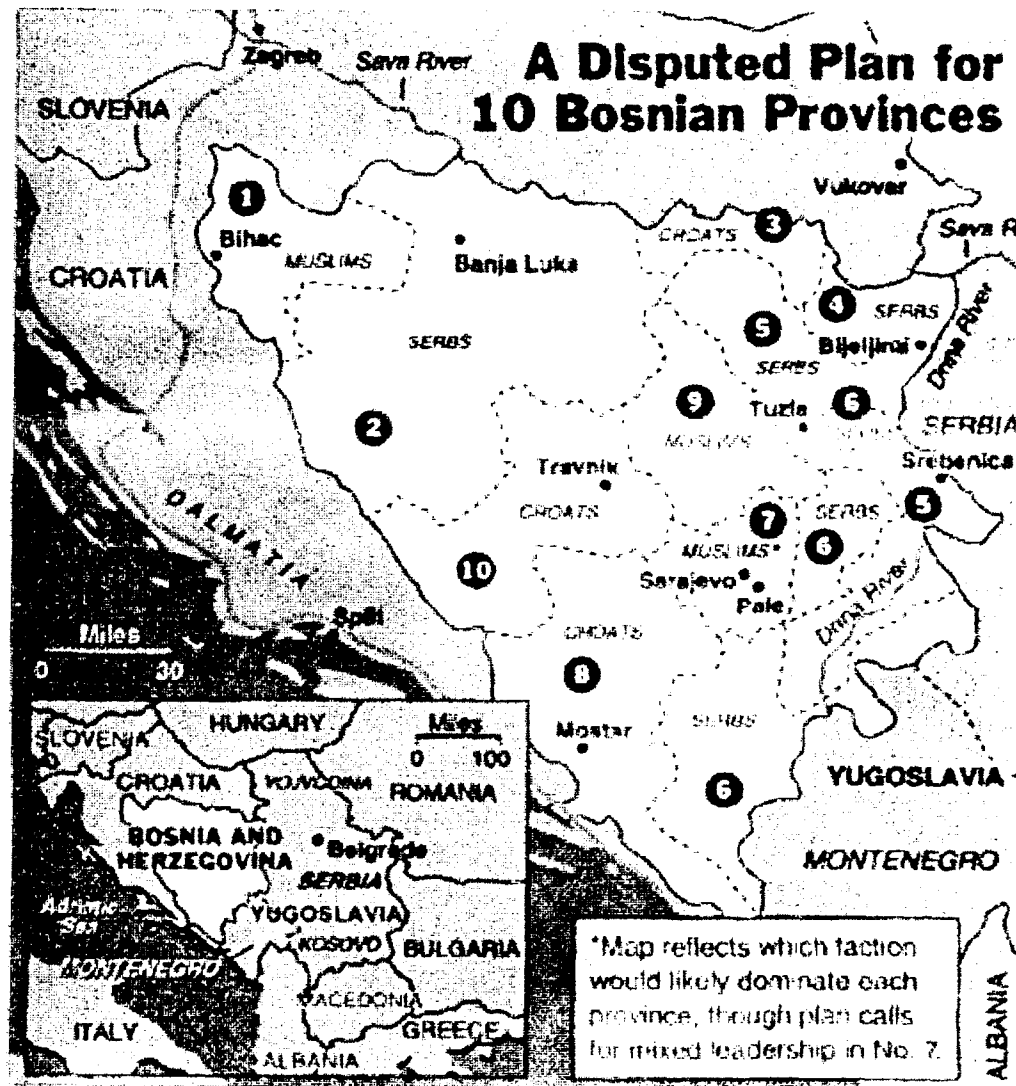 A Disputed Plan for
10 Bosnian Provinces
Zagreb
Sava River
SLOVENIA
Vukovar
1
3
CROATS
Sava R
Bihac
MUSLIMS
Banja Luka
CROATIA
4
SERBS
5
Bijeljina
Drina River
SERBS
SERBS
2
9
Tuzla
6
MUSLIMS
SERBIA
Srebenica
Travnik
CROATS
7
SERBS
5
DALMATIA
MUSLIMS*
6
10
Sarajevo
Pale
Drina River
Split
CROATS
Miles
0 30
8
SERBS
Mostar
6
YUGOSLAVIA
MONTENEGRO
ALBANIA
SLOVENIA
HUNGARY
Miles
0 100
CROATIA
VOJVODINA
ROMANIA
BOSNIA AND
HERZEGOVINA
Belgrade
SERBIA
Adriatic
Sea
YUGOSLAVIA
KOSOVO
BULGARIA
MONTENEGRO
MACEDONIA
ITALY
GREECE
ALBANIA
*Map reflects which faction
would likely dominate each
province, though plan calls
for mixed leadership in No. 7.